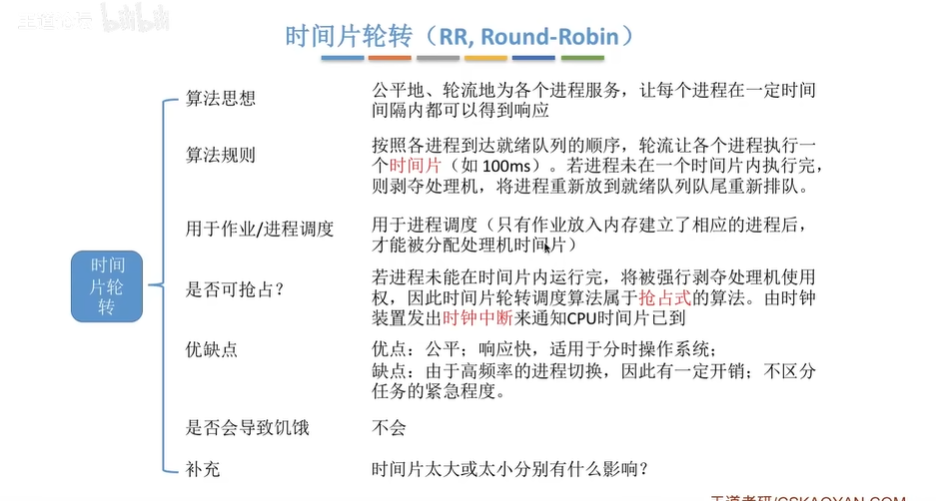 bilibili
时间片轮转（RR, Round-Robin）
算法思想
公平地、轮流地为各个进程服务，让每个进程在一定时间
间隔内都可以得到响应
算法规则
按照各进程到达就绪队列的顺序，轮流让各个进程执行一
个时间片（如 100ms）。若进程未在一个时间片内执行完，
则剥夺处理机，将进程重新放到就绪队列队尾重新排队。
用于作业/进程调度
用于进程调度（只有作业放入内存建立了相应的进程后，
才能被分配处理机时间片）
时间
片轮
转
是否可抢占？
若进程未能在时间片内运行完，将被强行剥夺处理机使用
权，因此时间片轮转调度算法属于抢占式的算法。由时钟
装置发出时钟中断来通知CPU时间片已到
优缺点
优点：公平；响应快，适用于分时操作系统；
缺点：由于高频率的进程切换，因此有一定开销；不区分
任务的紧急程度。
是否会导致饥饿
不会
补充
时间片太大或太小分别有什么影响？
王道考研/CSKAOYAN.COM